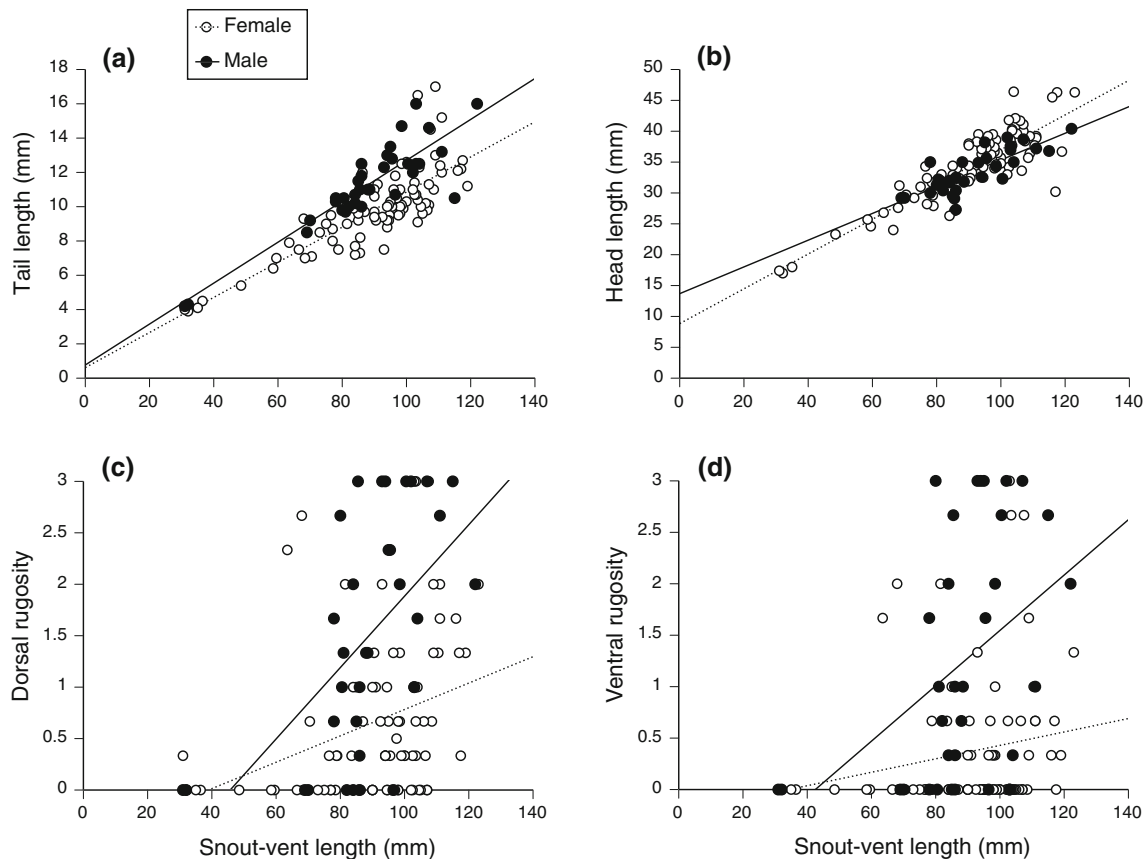 Female
Male
(a)
18
16
14
12
10
8
6
4
2
0
Tail length (mm)
0 20 40 60 80 100 120 140
(b)
50
45
40
35
30
25
20
15
10
5
0
Head length (mm)
0 20 40 60 80 100 120 140
(c)
3
2.5
2
1.5
1
0.5
0
Dorsal rugosity
0 20 40 60 80 100 120 140
Snout-vent length (mm)
(d)
3
2.5
2
1.5
1
0.5
0
Ventral rugosity
0 20 40 60 80 100 120 140
Snout-vent length (mm)